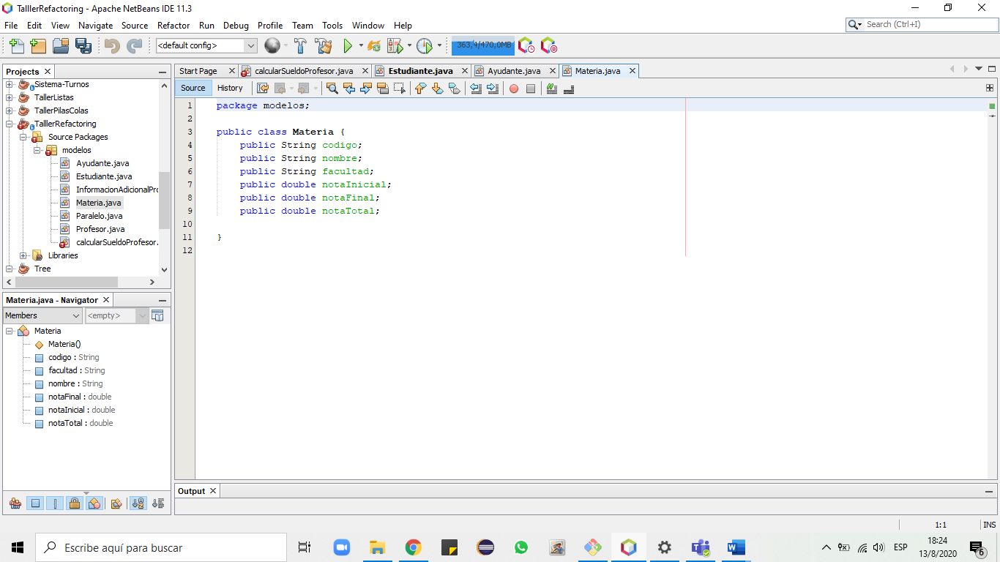 TalllerRefactoring - Apache NetBeans IDE 11.3
File Edit View Navigate Source Refactor Run Debug Profile Team Tools Window Help
Search (Ctrl+I)
<default config>
363,4/470,0MB
Projects
Sistema-Turnos
TallerListas
TallerPilasColas
TalllerRefactoring
Source Packages
modelos
Ayudante.java
Estudiante.java
InformacionAdicionalPro
Materia.java
Paralelo.java
Profesor.java
calcularSueldoProfesor.
Libraries
Tree
Start Page calcularSueldoProfesor.java Estudiante.java Ayudante.java Materia.java
Source History
1 package modelos;
2
3 public class Materia {
4 public String codigo;
5 public String nombre;
6 public String facultad;
7 public double notaInicial;
8 public double notaFinal;
9 public double notaTotal;
10
11 }
12
Materia.java - Navigator
Members <empty>
Materia
Materia()
codigo : String
facultad : String
nombre : String
notaFinal : double
notaInicial : double
notaTotal : double
Output
1:1 INS
Escribe aquí para buscar
ESP
18:24
13/8/2020
6